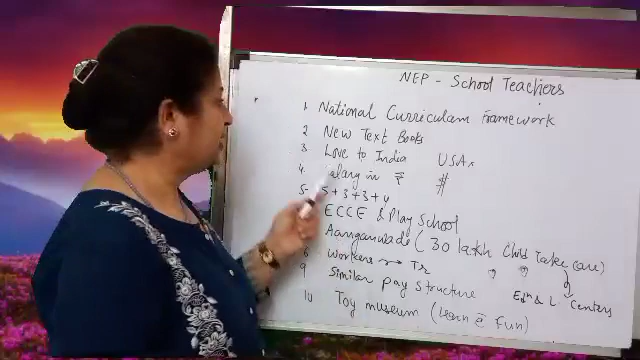 NEP - School Teachers
1 National Curriculam Framework
2 New Text Books
3 Love to India USA
4. Salary in ₹ #
5- 5+3+3+4
ECCE & Play School
Aanganwadi (30 lakh Child Take Care)
8 Workers → Tr
9 Similar pay structure Edn & L Centers
10 Toy museum (learn c̄ fun)